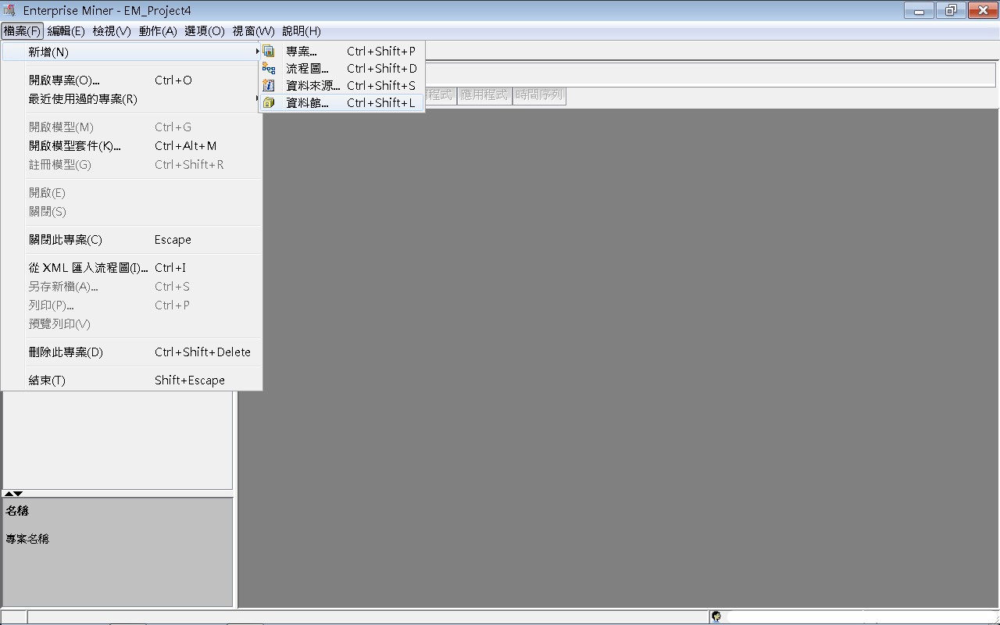 Enterprise Miner - EM_Project4
檔案(F) 編輯(E) 檢視(V) 動作(A) 選項(O) 視窗(W) 說明(H)
新增(N)
專案... Ctrl+Shift+P
流程圖... Ctrl+Shift+D
資料來源... Ctrl+Shift+S
資料館... Ctrl+Shift+L
程式 應用程式 時間序列
開啟專案(O)... Ctrl+O
最近使用過的專案(R)
開啟模型(M) Ctrl+G
開啟模型套件(K)... Ctrl+Alt+M
註冊模型(G) Ctrl+Shift+R
開啟(E)
關閉(S)
關閉此專案(C) Escape
從 XML 匯入流程圖(I)... Ctrl+I
另存新檔(A)... Ctrl+S
列印(P)... Ctrl+P
預覽列印(V)
刪除此專案(D) Ctrl+Shift+Delete
結束(T) Shift+Escape
名稱
專案名稱